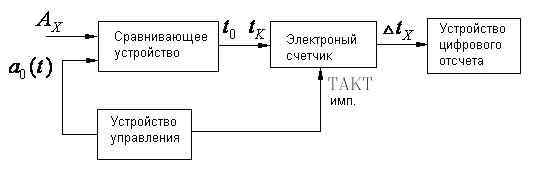 A_X
Сравнивающее
устройство
t_0 t_K
Электроный
счетчик
Δt_X
Устройство
цифрового
отсчета
a_0(t)
ТАКТ
имп.
Устройство
управления